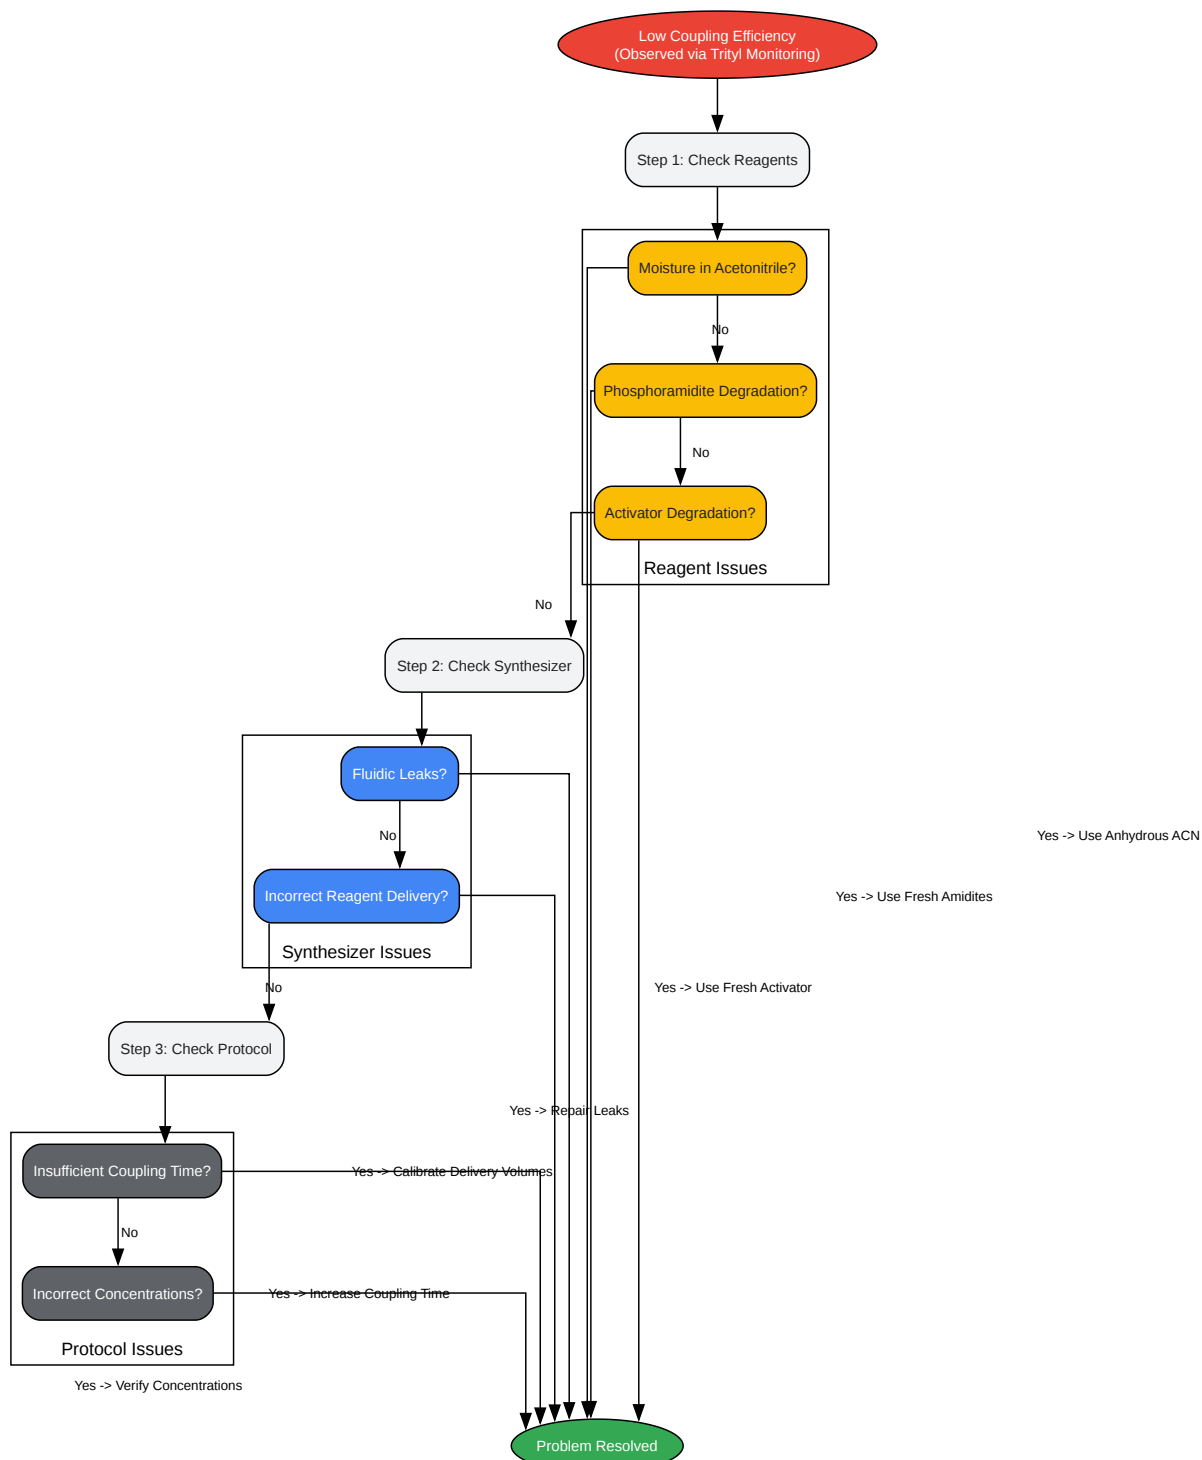 Low Coupling Efficiency
(Observed via Trityl Monitoring)
Step 1: Check Reagents
Moisture in Acetonitrile?
No
Phosphoramidite Degradation?
No
Activator Degradation?
Reagent Issues
No
Step 2: Check Synthesizer
Fluidic Leaks?
No
Yes -> Use Anhydrous ACN
Incorrect Reagent Delivery?
Yes -> Use Fresh Amidites
Synthesizer Issues
No
Yes -> Use Fresh Activator
Step 3: Check Protocol
Yes -> Repair Leaks
Insufficient Coupling Time?
Yes -> Calibrate Delivery Volumes
No
Incorrect Concentrations?
Yes -> Increase Coupling Time
Protocol Issues
Yes -> Verify Concentrations
Problem Resolved